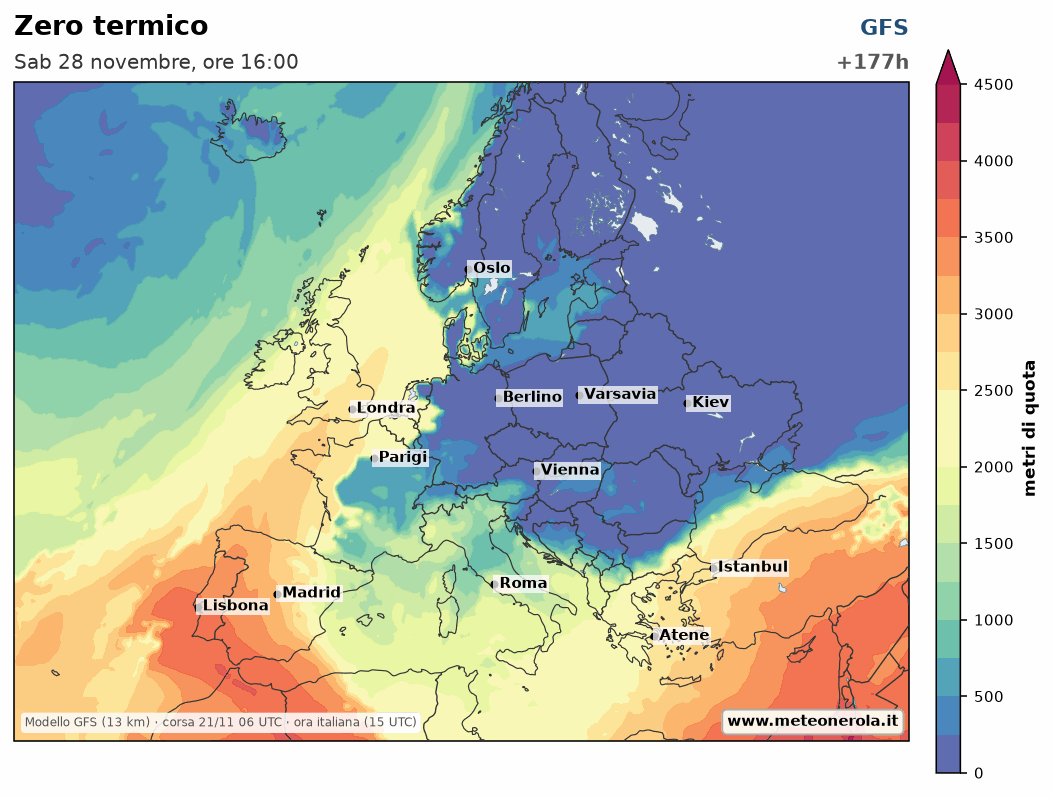 Zero termico
GFS
Sab 28 novembre, ore 16:00
+177h
4500
4000
3500
3000
2500
2000
1500
1000
500
0
metri di quota
Oslo
Berlino
Varsavia
Kiev
Londra
Parigi
Vienna
Istanbul
Roma
Madrid
Lisbona
Atene
Modello GFS (13 km) · corsa 21/11 06 UTC · ora italiana (15 UTC)
www.meteonerola.it